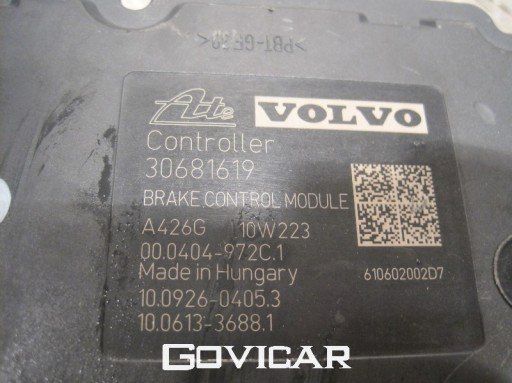 >PBT-GF30<
Ate VOLVO
Controller
30681619
BRAKE CONTROL MODULE
A426G 10W223
00.0404-972C.1
Made in Hungary
610602002D7
10.0926-0405.3
10.0613-3688.1
GOVICAR